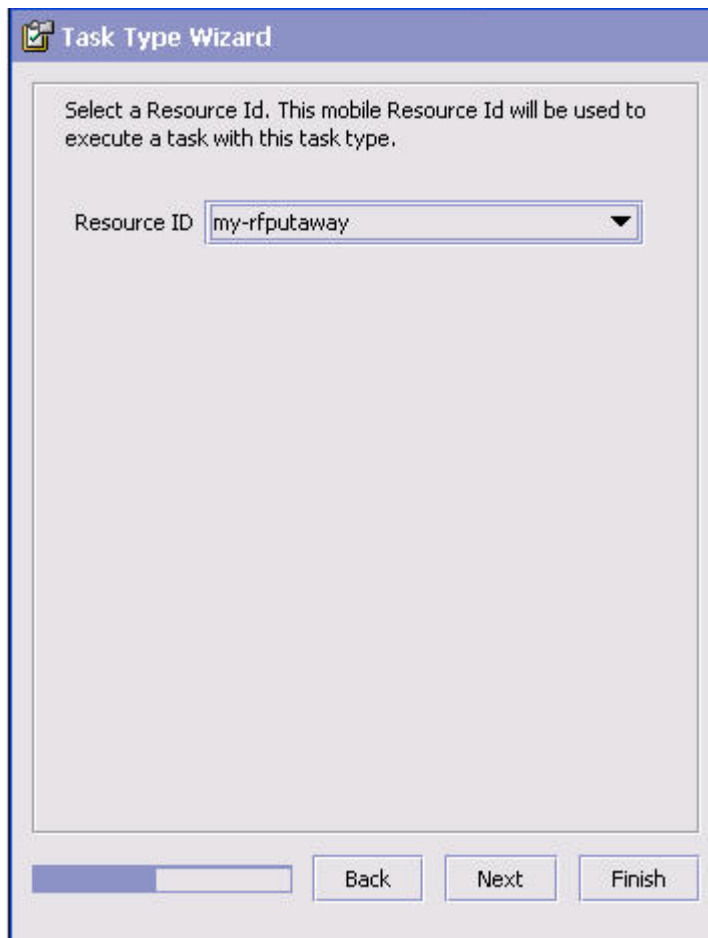 Task Type Wizard
Select a Resource Id. This mobile Resource Id will be used to
execute a task with this task type.
Resource ID my-rfputaway
Back Next Finish